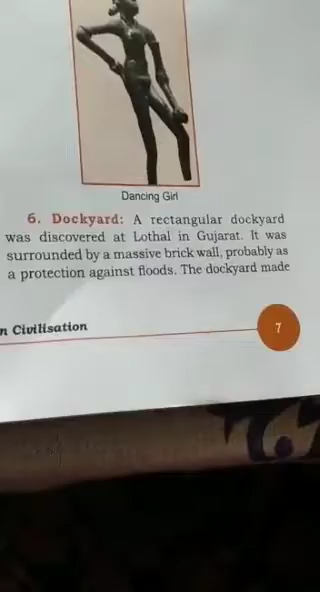 Dancing Girl
6. Dockyard: A rectangular dockyard
was discovered at Lothal in Gujarat. It was
surrounded by a massive brick wall, probably as
a protection against floods. The dockyard made
n Civilisation
7